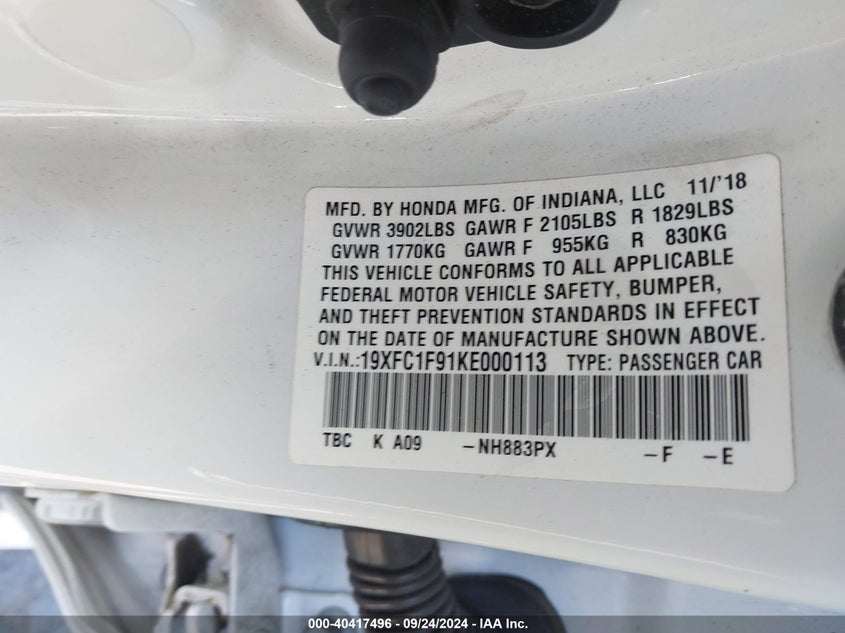 MFD. BY HONDA MFG. OF INDIANA, LLC 11/'18
GVWR 3902LBS GAWR F 2105LBS R 1829LBS
GVWR 1770KG GAWR F 955KG R 830KG
THIS VEHICLE CONFORMS TO ALL APPLICABLE
FEDERAL MOTOR VEHICLE SAFETY, BUMPER,
AND THEFT PREVENTION STANDARDS IN EFFECT
ON THE DATE OF MANUFACTURE SHOWN ABOVE.
V.I.N.:19XFC1F91KE000113 TYPE: PASSENGER CAR
TBC K A09 -NH883PX -F -E
000-40417496 - 09/24/2024 - IAA Inc.